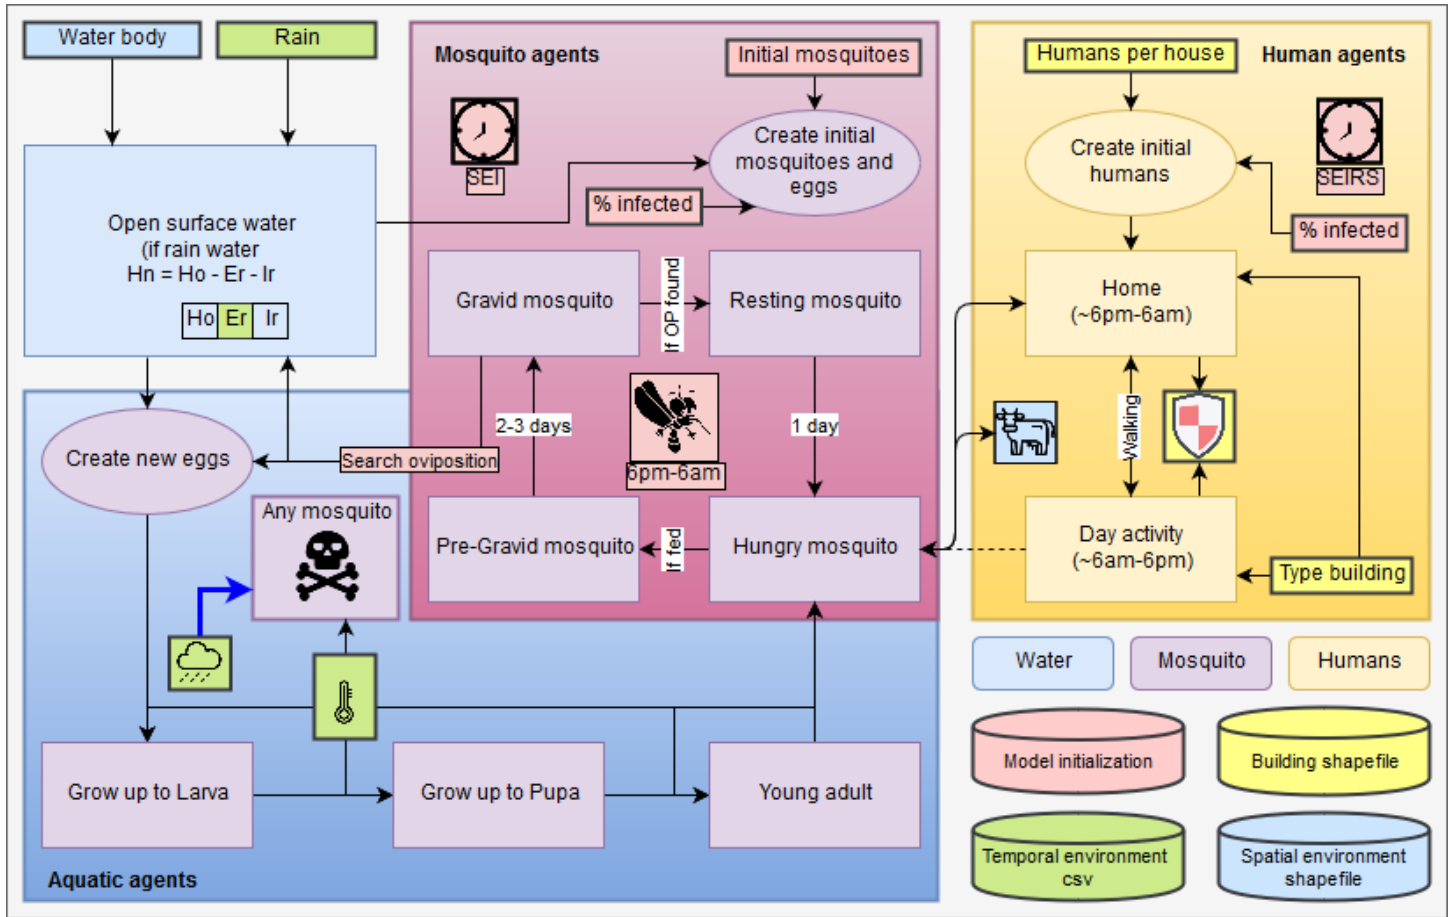 Water body
Rain
Mosquito agents
Initial mosquitoes
Humans per house
Human agents
SEI
Create initial
mosquitoes and
eggs
% infected
Create initial
humans
SEIRS
% infected
Open surface water
(if rain water
Hn = Ho - Er - Ir
Ho Er Ir
Gravid mosquito
If OP found
Resting mosquito
Home
(~6pm-6am)
2-3 days
6pm-6am
1 day
Walking
Create new eggs
Search oviposition
Any mosquito
Pre-Gravid mosquito
If fed
Hungry mosquito
Day activity
(~6am-6pm)
Type building
Grow up to Larva
Grow up to Pupa
Young adult
Aquatic agents
Water
Mosquito
Humans
Model initialization
Building shapefile
Temporal environment
csv
Spatial environment
shapefile